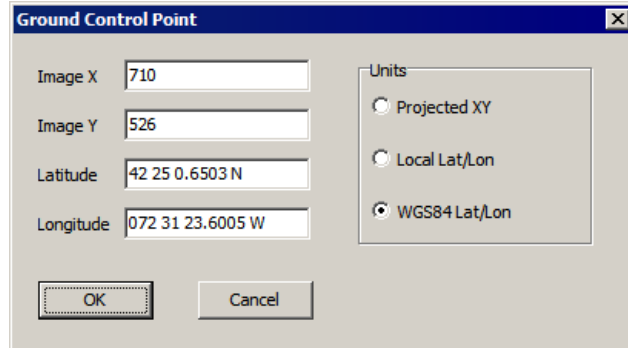 Ground Control Point
Image X 710
Image Y 526
Latitude 42 25 0.6503 N
Longitude 072 31 23.6005 W
Units
Projected XY
Local Lat/Lon
WGS84 Lat/Lon
OK Cancel